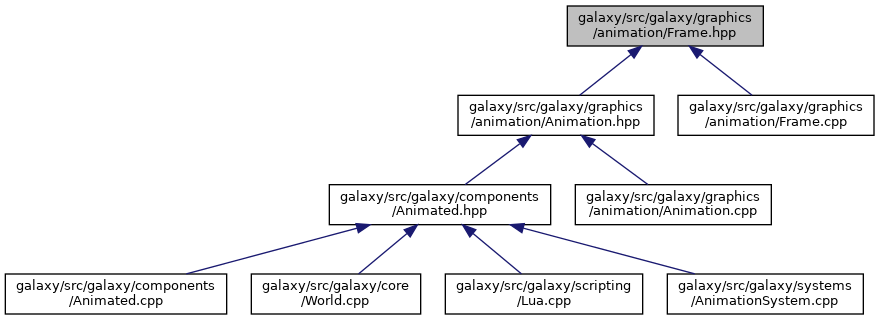 galaxy/src/galaxy/graphics
/animation/Frame.hpp
galaxy/src/galaxy/graphics
/animation/Animation.hpp
galaxy/src/galaxy/graphics
/animation/Frame.cpp
galaxy/src/galaxy/components
/Animated.hpp
galaxy/src/galaxy/graphics
/animation/Animation.cpp
galaxy/src/galaxy/components
/Animated.cpp
galaxy/src/galaxy/core
/World.cpp
galaxy/src/galaxy/scripting
/Lua.cpp
galaxy/src/galaxy/systems
/AnimationSystem.cpp